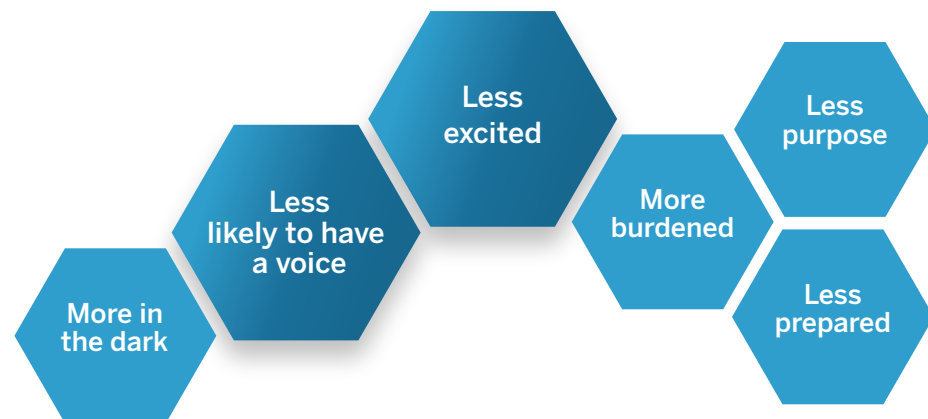 More in
the dark
Less
likely to have
a voice
Less
excited
More
burdened
Less
purpose
Less
prepared